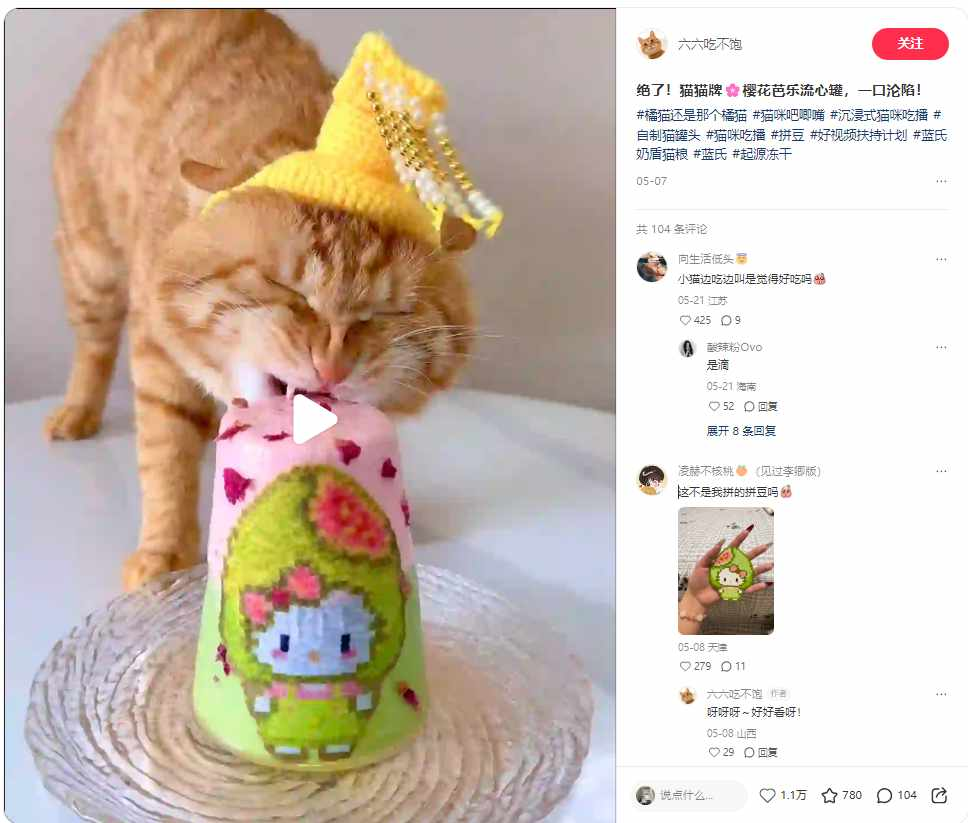 六六吃不饱
关注
绝了！猫猫牌🌸樱花芭乐流心罐，一口沦陷！
#橘猫还是那个橘猫 #猫咪吧唧嘴 #沉浸式猫咪吃播 #
自制猫罐头 #猫咪吃播 #拼豆 #好视频扶持计划 #蓝氏
奶盾猫粮 #蓝氏 #起源冻干
05-07
共 104 条评论
向生活低头😇
小猫边吃边叫是觉得好吃吗
05-21 江苏
425 9
酸辣粉Ovo
是滴
05-21 海南
52 回复
展开 8 条回复
凌赫不核桃🍑（见过李卿版）
这不是我拼的拼豆吗
05-08 天津
279 11
六六吃不饱 作者
呀呀呀～好好看呀！
05-08 山西
29 回复
说点什么... 1.1万 780 104